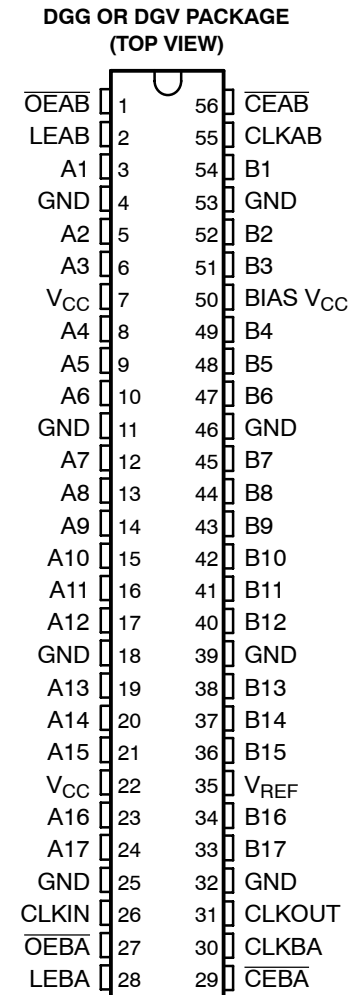 DGG OR DGV PACKAGE
(TOP VIEW)
OEAB 1 56 CEAB
LEAB 2 55 CLKAB
A1 3 54 B1
GND 4 53 GND
A2 5 52 B2
A3 6 51 B3
VCC 7 50 BIAS VCC
A4 8 49 B4
A5 9 48 B5
A6 10 47 B6
GND 11 46 GND
A7 12 45 B7
A8 13 44 B8
A9 14 43 B9
A10 15 42 B10
A11 16 41 B11
A12 17 40 B12
GND 18 39 GND
A13 19 38 B13
A14 20 37 B14
A15 21 36 B15
VCC 22 35 VREF
A16 23 34 B16
A17 24 33 B17
GND 25 32 GND
CLKIN 26 31 CLKOUT
OEBA 27 30 CLKBA
LEBA 28 29 CEBA